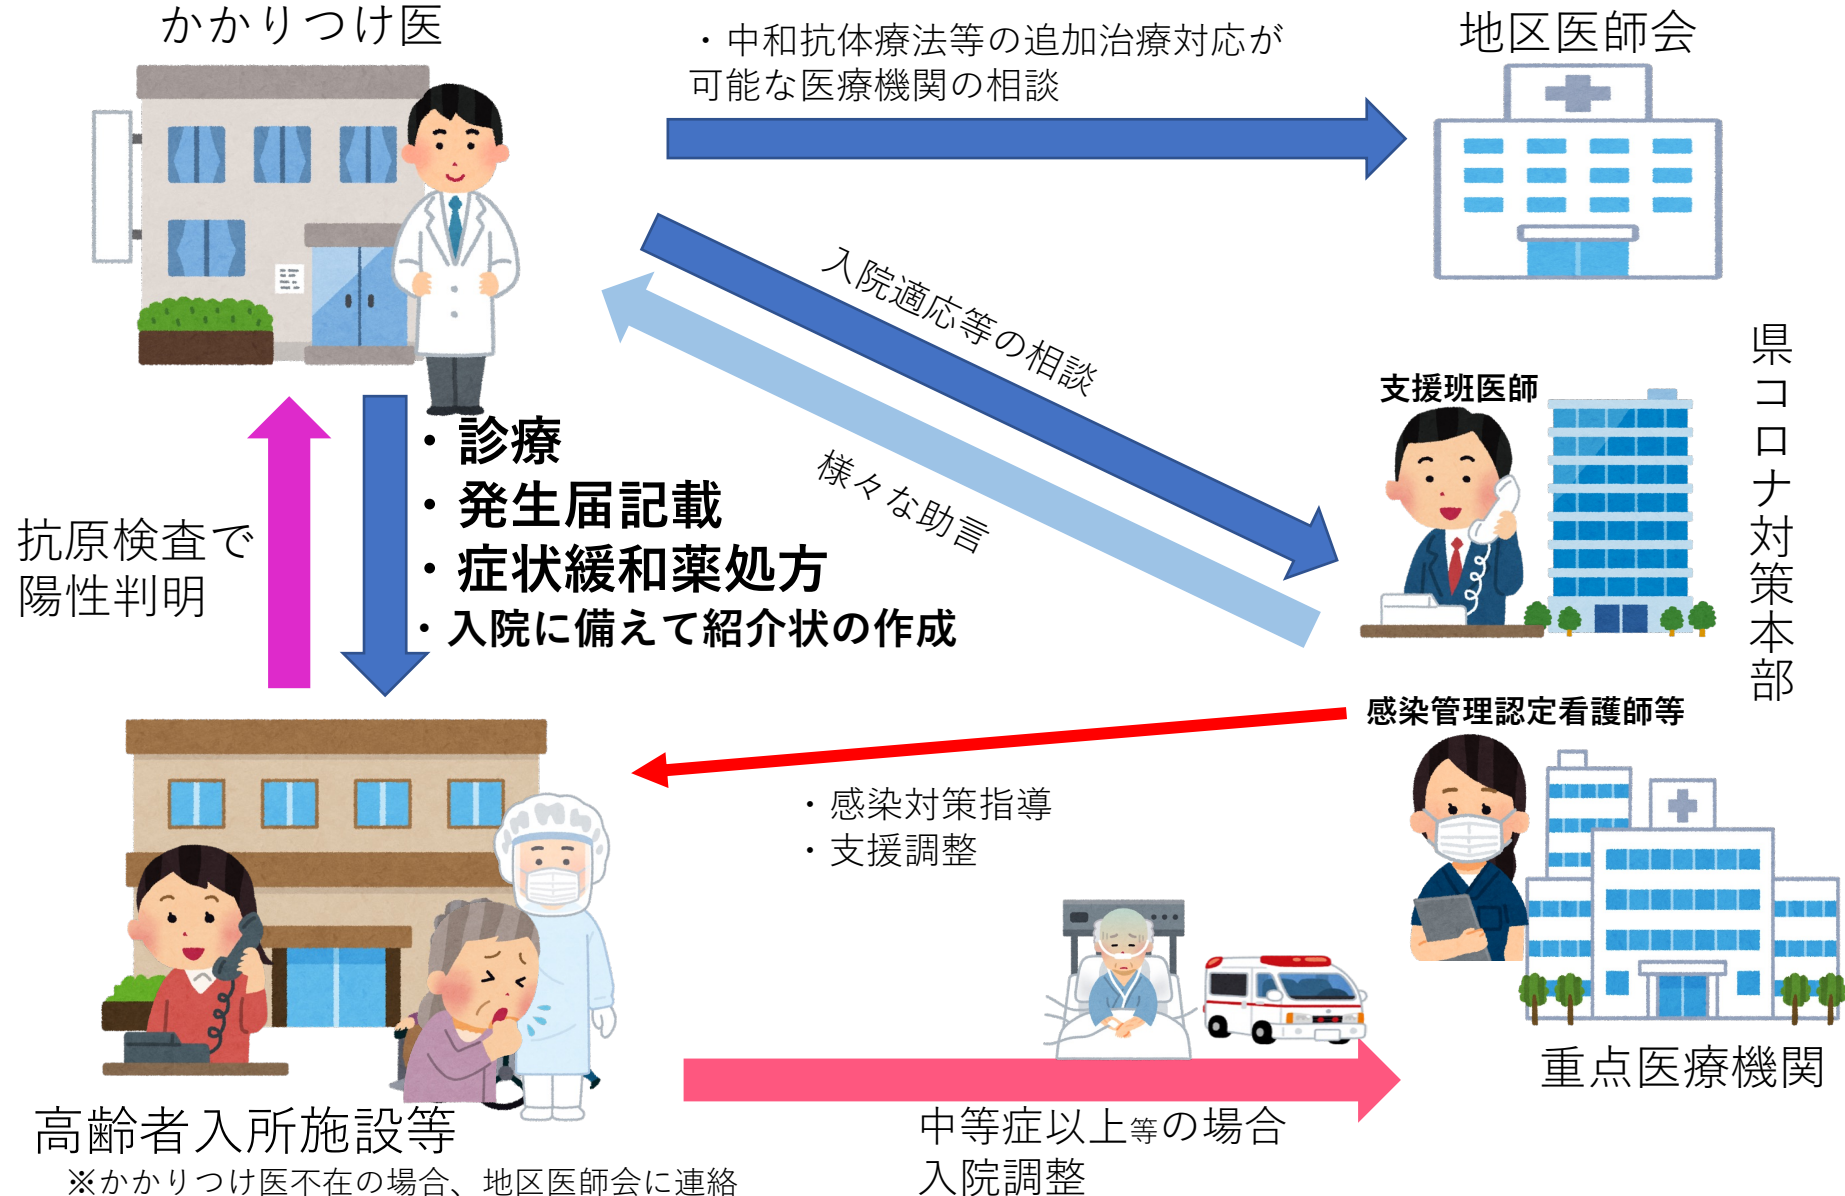 かかりつけ医
・中和抗体療法等の追加治療対応が
可能な医療機関の相談
地区医師会
入院適応等の相談
様々な助言
支援班医師
県コロナ対策本部
・診療
・発生届記載
・症状緩和薬処方
・入院に備えて紹介状の作成
抗原検査で
陽性判明
感染管理認定看護師等
・感染対策指導
・支援調整
重点医療機関
高齢者入所施設等
※かかりつけ医不在の場合、地区医師会に連絡
中等症以上等の場合
入院調整